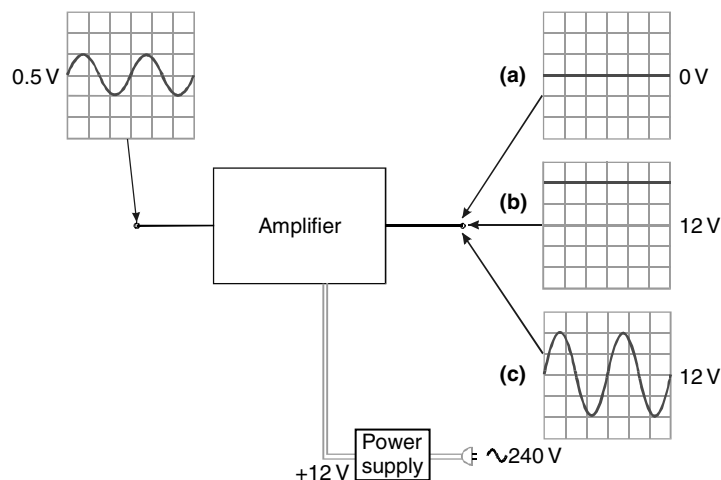 0.5 V
(a)
0 V
(b)
12 V
Amplifier
(c)
12 V
Power
supply
+12 V
∿240 V